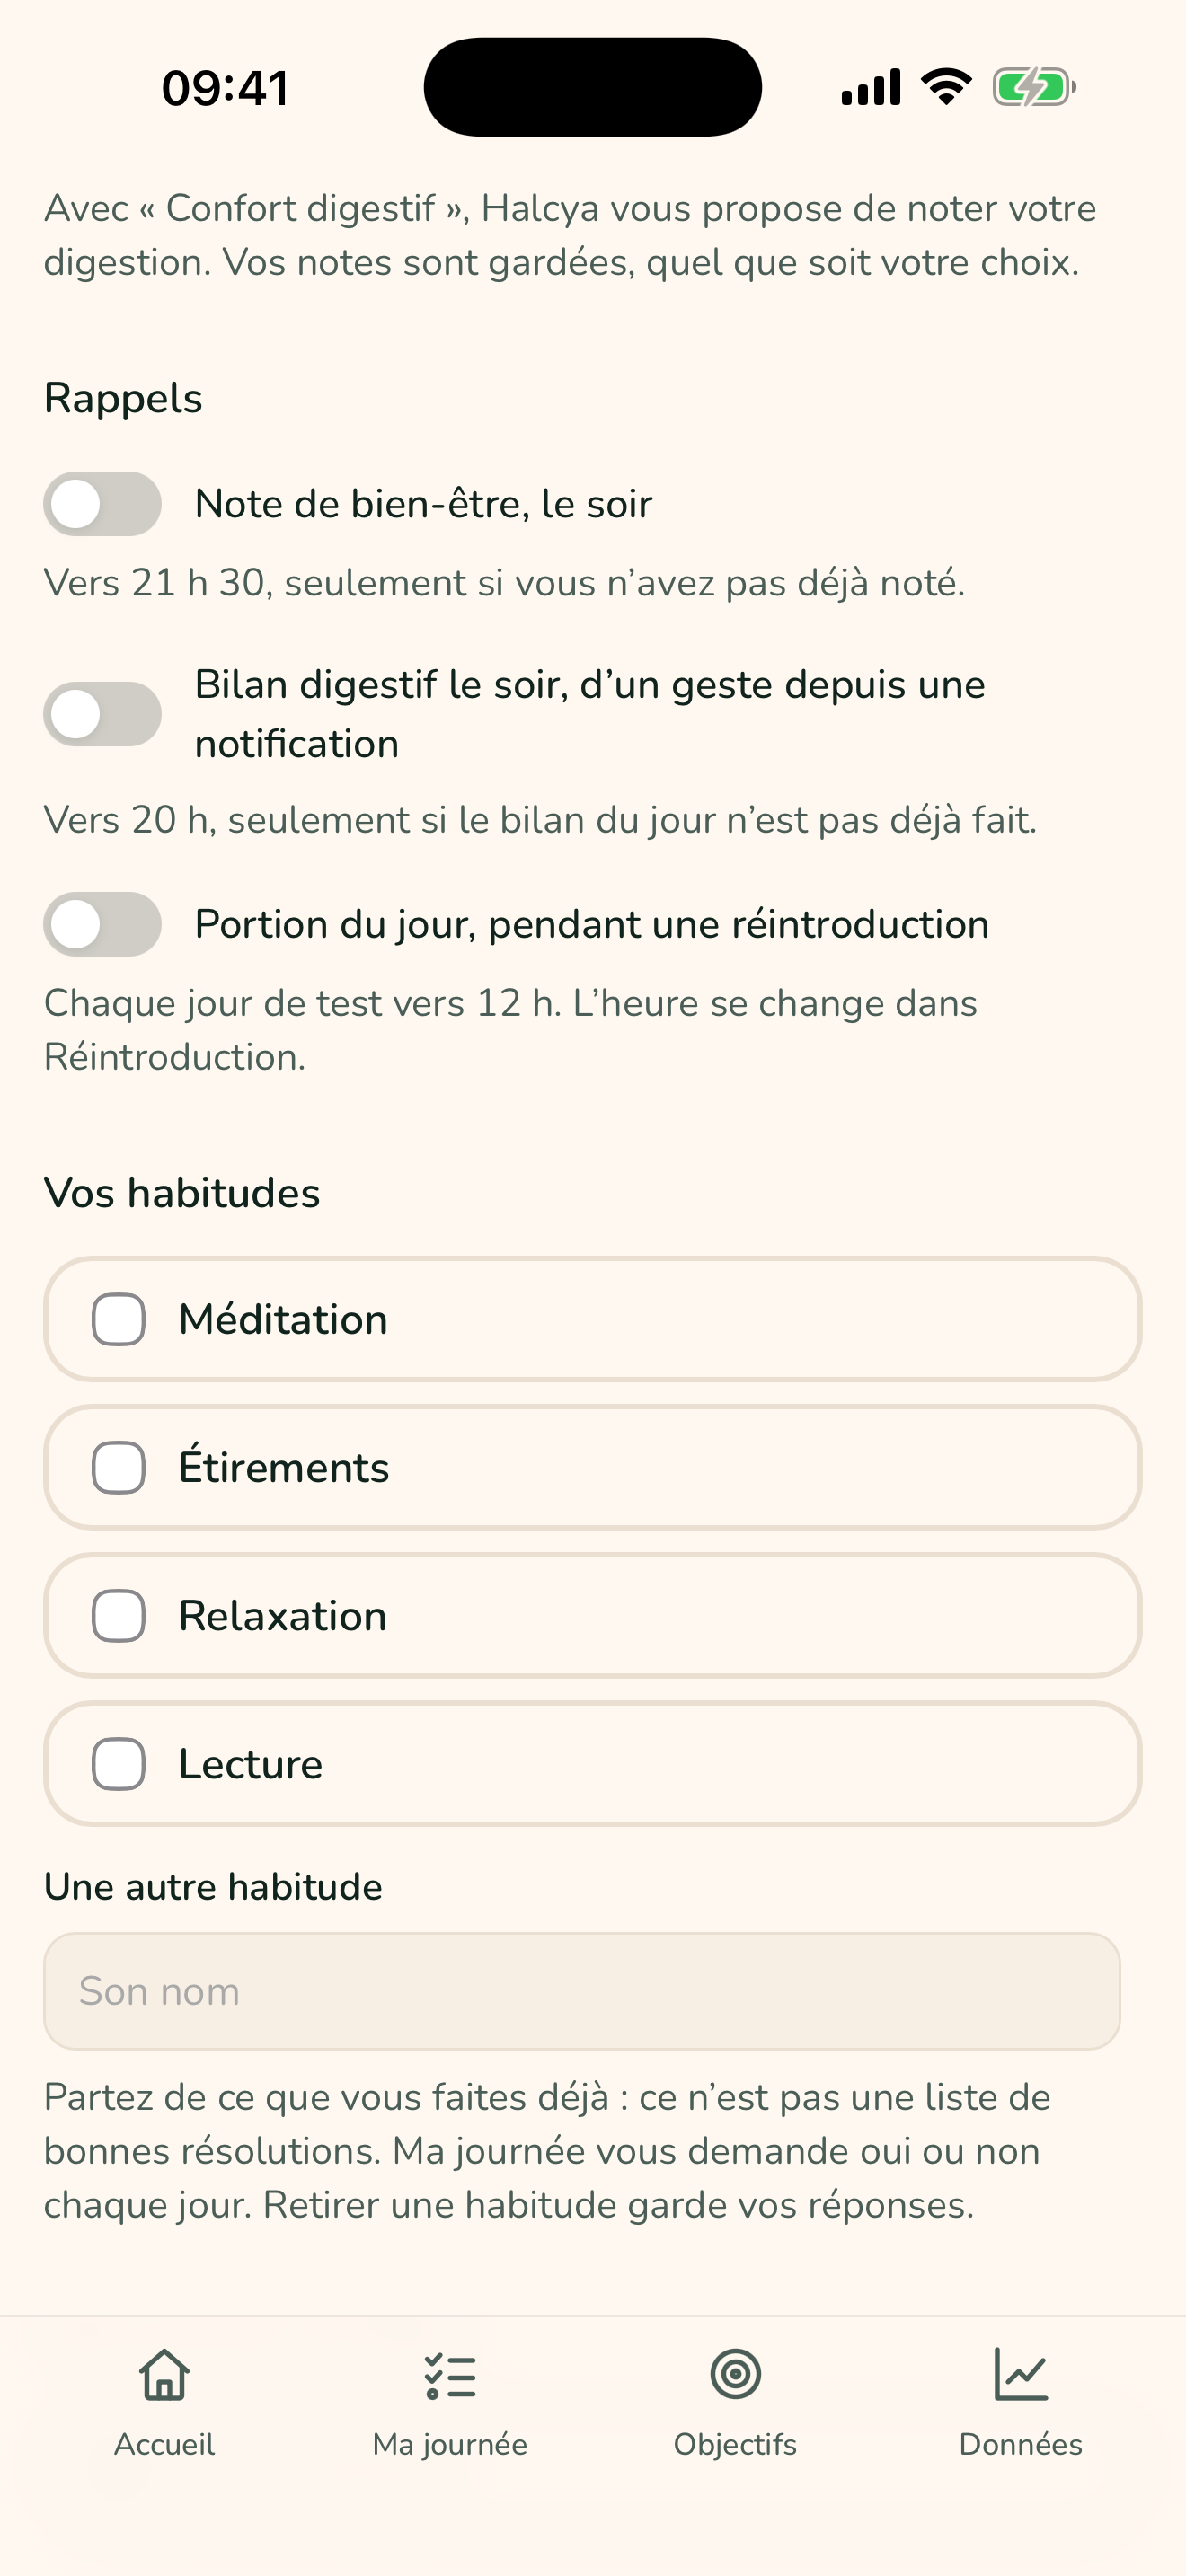 09:41
Avec « Confort digestif », Halcya vous propose de noter votre
digestion. Vos notes sont gardées, quel que soit votre choix.
Rappels
Note de bien-être, le soir
Vers 21 h 30, seulement si vous n’avez pas déjà noté.
Bilan digestif le soir, d’un geste depuis une
notification
Vers 20 h, seulement si le bilan du jour n’est pas déjà fait.
Portion du jour, pendant une réintroduction
Chaque jour de test vers 12 h. L’heure se change dans
Réintroduction.
Vos habitudes
Méditation
Étirements
Relaxation
Lecture
Une autre habitude
Son nom
Partez de ce que vous faites déjà : ce n’est pas une liste de
bonnes résolutions. Ma journée vous demande oui ou non
chaque jour. Retirer une habitude garde vos réponses.
Accueil
Ma journée
Objectifs
Données